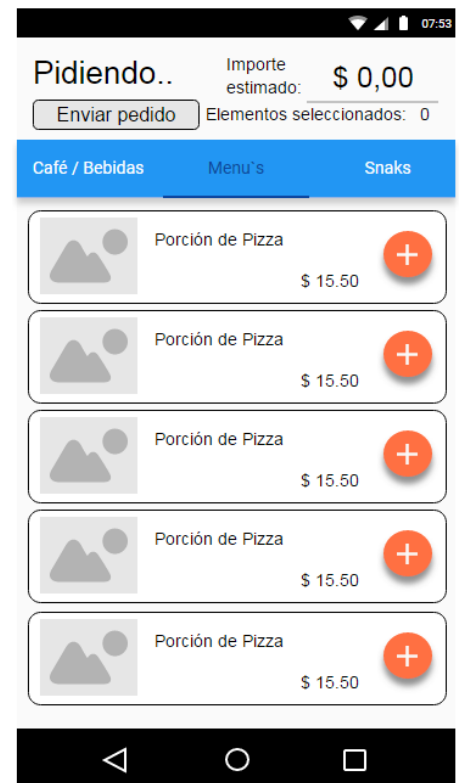 07:53
Pidiendo..
Importe
estimado:
$ 0,00
Enviar pedido
Elementos seleccionados: 0
Café / Bebidas
Menu`s
Snaks
Porción de Pizza
$ 15.50
Porción de Pizza
$ 15.50
Porción de Pizza
$ 15.50
Porción de Pizza
$ 15.50
Porción de Pizza
$ 15.50